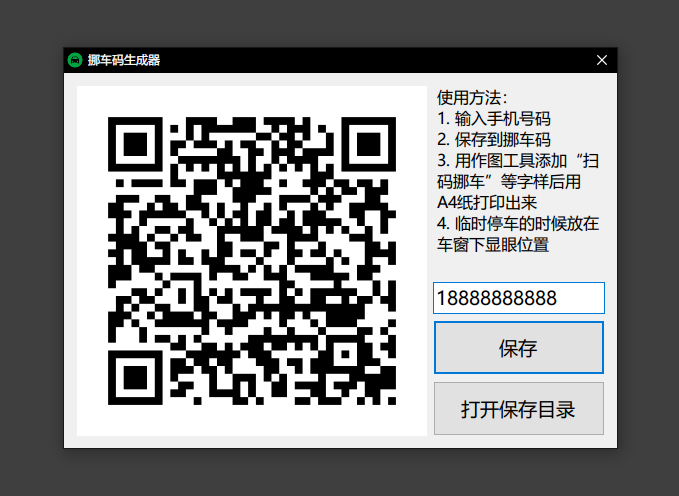 挪车码生成器
使用方法：
1. 输入手机号码
2. 保存到挪车码
3. 用作图工具添加“扫
码挪车”等字样后用
A4纸打印出来
4. 临时停车的时候放在
车窗下显眼位置
18888888888
保存
打开保存目录